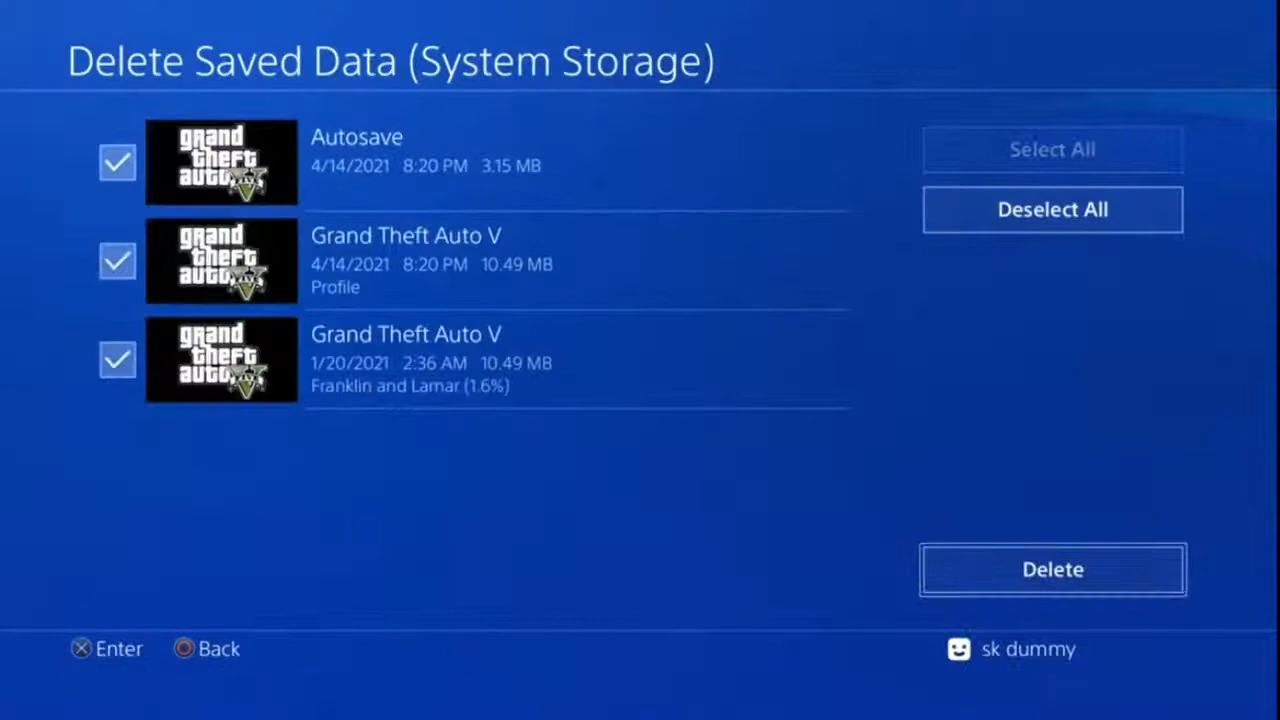 Delete Saved Data (System Storage)
grand
theft
auto V
Autosave
4/14/2021 8:20 PM 3.15 MB
grand
theft
auto V
Grand Theft Auto V
4/14/2021 8:20 PM 10.49 MB
Profile
grand
theft
auto V
Grand Theft Auto V
1/20/2021 2:36 AM 10.49 MB
Franklin and Lamar (1.6%)
Select All
Deselect All
Delete
Enter
Back
sk dummy